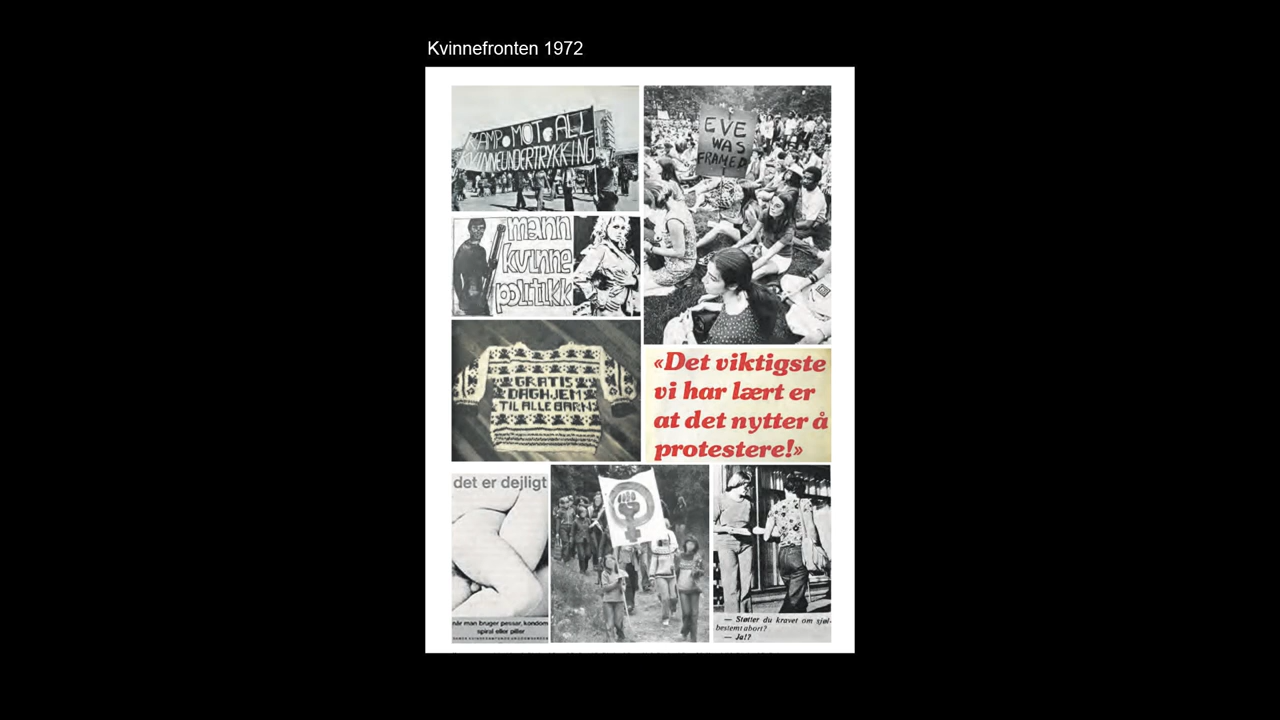 Kvinnefronten 1972
KAMP MOT ALL
KVINNEUNDERTRYKKING
EVE
WAS
FRAMED
mann
kvinne
politikk
GRATIS
DAGHJEM
TIL ALLE BARN
«Det viktigste
vi har lært er
at det nytter å
protestere!»
det er dejligt
når man bruger pessar, kondom
spiral eller piller
— Støtter du kravet om sjøl-
bestemt abort?
— Ja!?